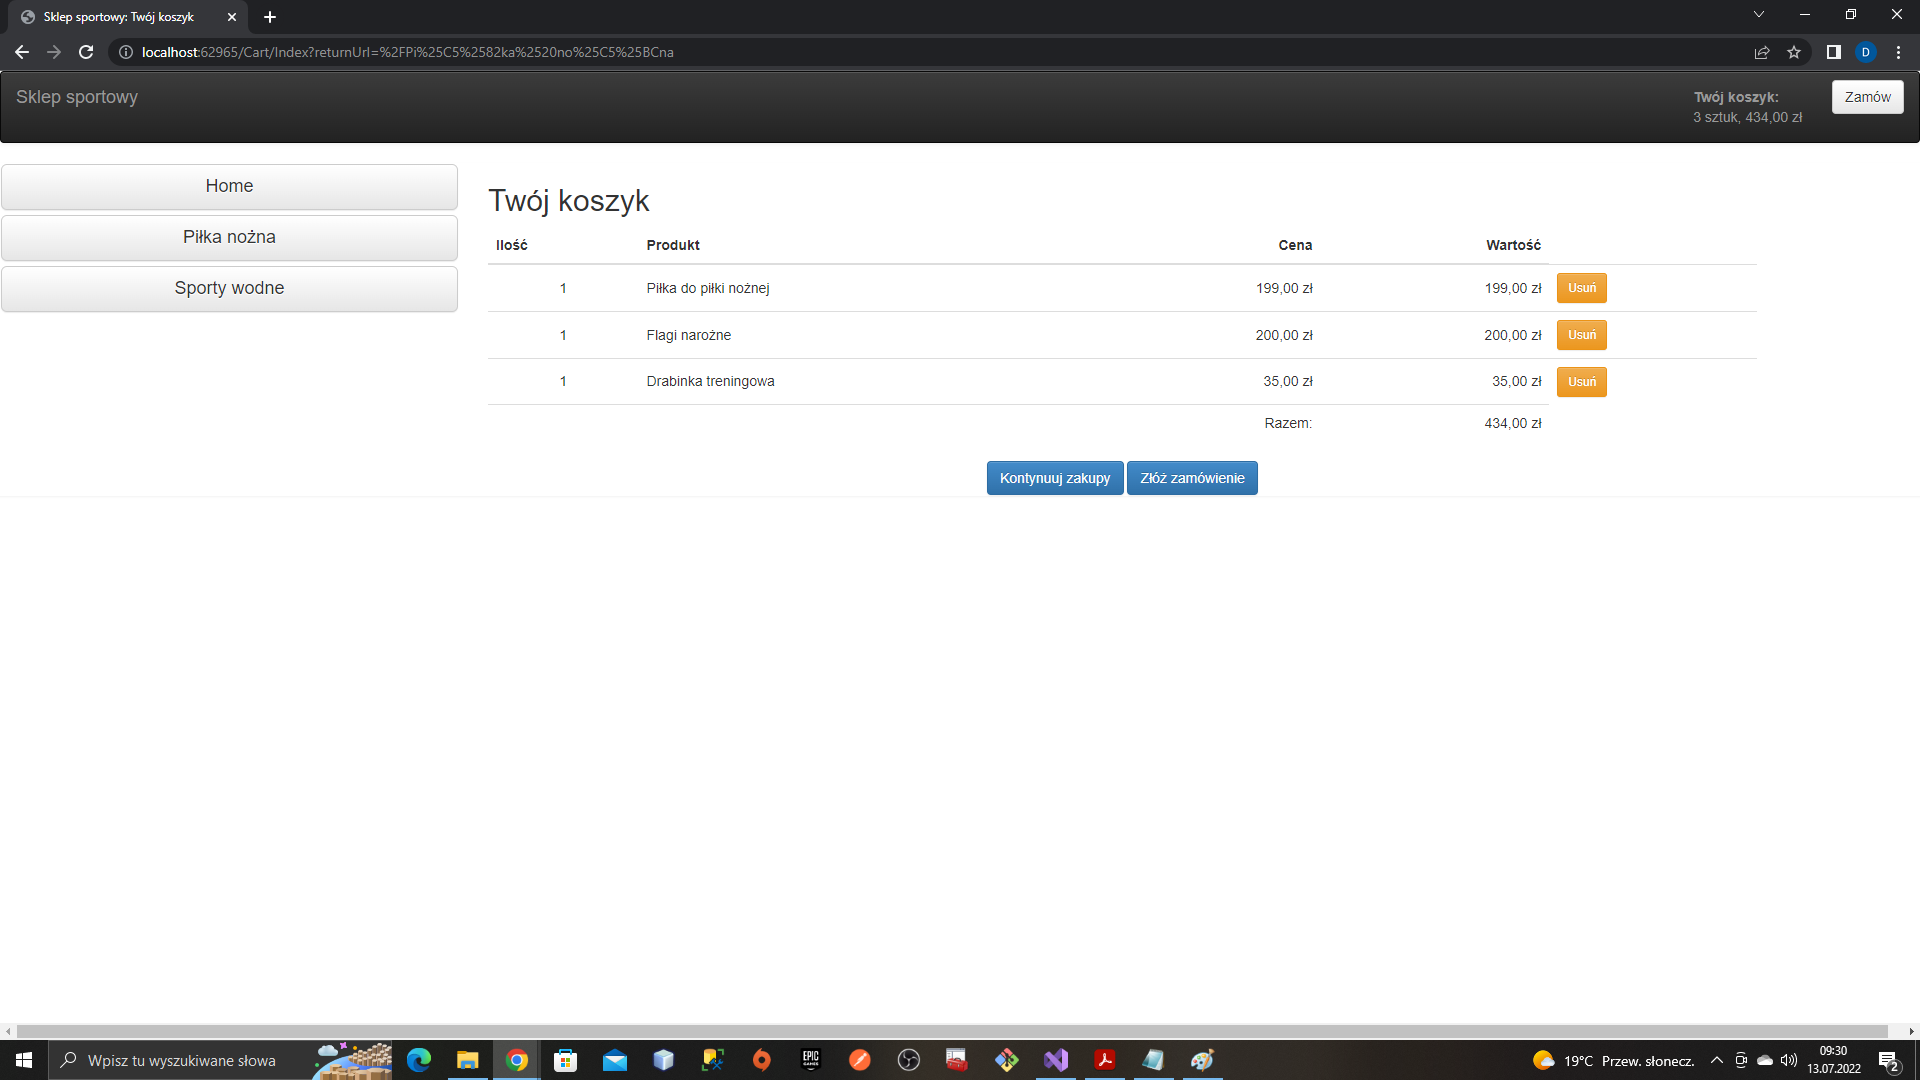 Sklep sportowy: Twój koszyk
localhost:62965/Cart/Index?returnUrl=%2FPi%25C5%2582ka%2520no%25C5%25BCna
D
Sklep sportowy
Twój koszyk:
3 sztuk, 434,00 zł
Zamów
Home
Piłka nożna
Sporty wodne
Twój koszyk
Ilość Produkt Cena Wartość
1 Piłka do piłki nożnej 199,00 zł 199,00 zł Usuń
1 Flagi narożne 200,00 zł 200,00 zł Usuń
1 Drabinka treningowa 35,00 zł 35,00 zł Usuń
Razem: 434,00 zł
Kontynuuj zakupy Złóż zamówienie
Wpisz tu wyszukiwane słowa
EPIC
GAMES
19°C Przew. słonecz.
09:30
13.07.2022
2